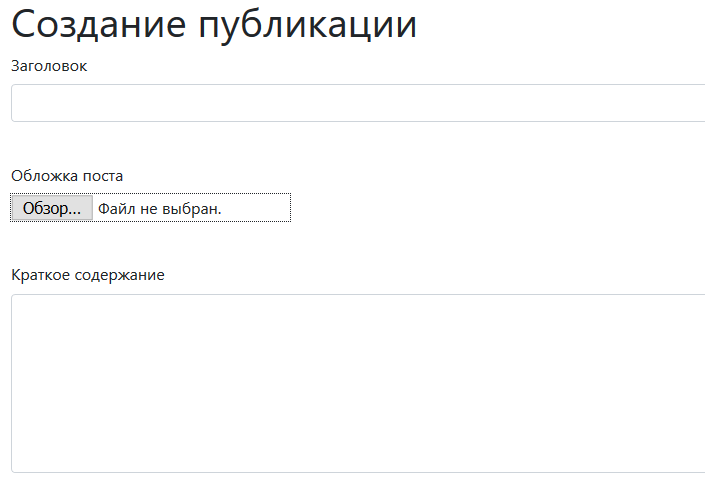 Создание публикации
Заголовок
Обложка поста
Обзор... Файл не выбран.
Краткое содержание